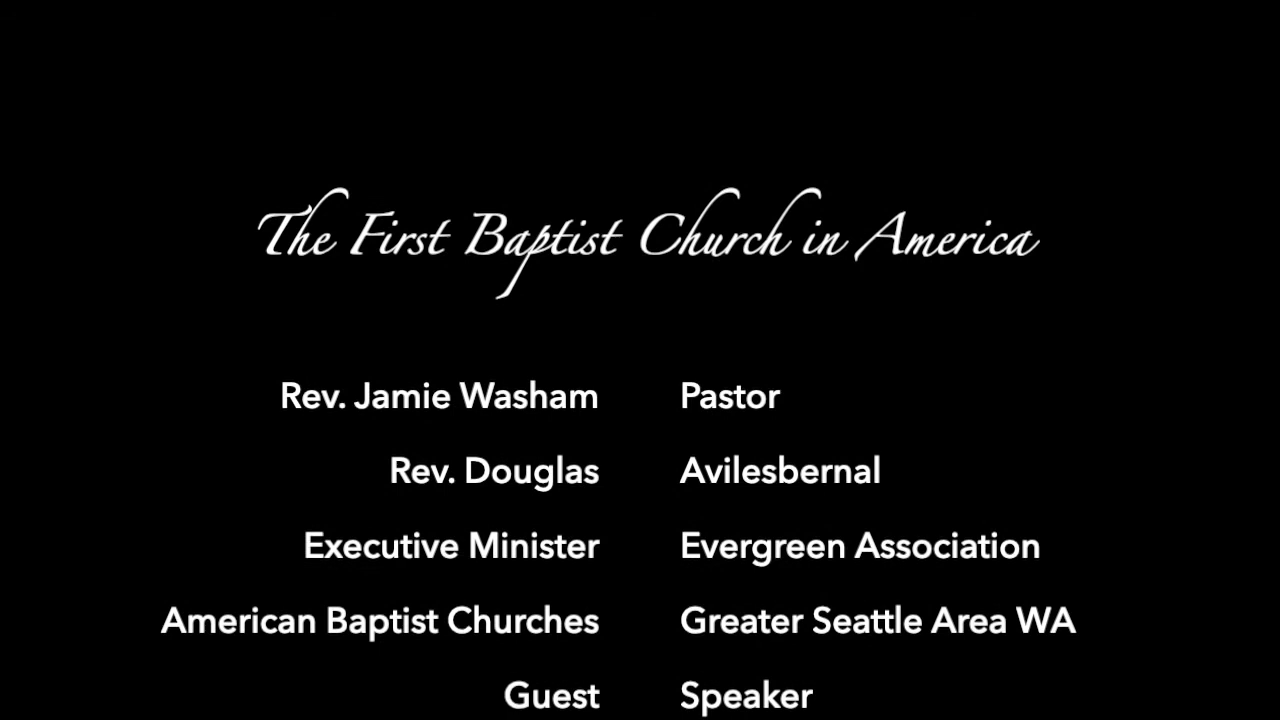 The First Baptist Church in America
Rev. Jamie Washam Pastor
Rev. Douglas Avilesbernal
Executive Minister Evergreen Association
American Baptist Churches Greater Seattle Area WA
Guest Speaker